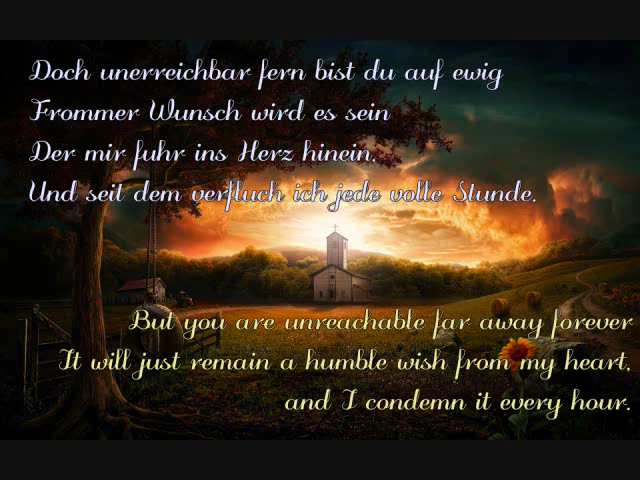 Doch unerreichbar fern bist du auf ewig
Frommer Wunsch wird es sein
Der mir fuhr ins Herz hinein,
Und seit dem verfluch ich jede volle Stunde.
But you are unreachable far away forever
It will just remain a humble wish from my heart,
and I condemn it every hour.